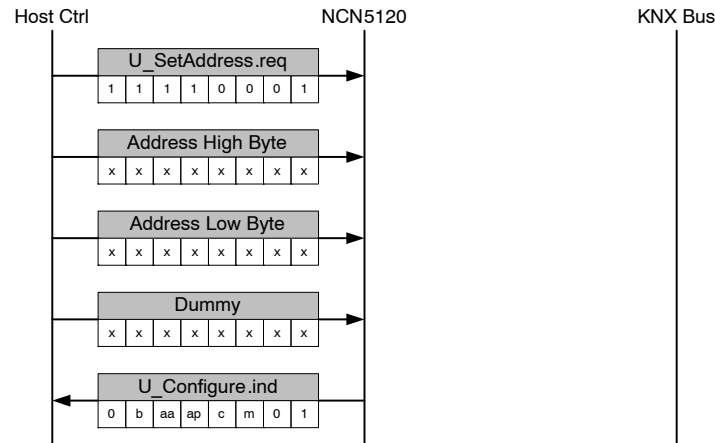 Host Ctrl NCN5120 KNX Bus
U_SetAddress.req
1 1 1 1 0 0 0 1
Address High Byte
x x x x x x x x
Address Low Byte
x x x x x x x x
Dummy
x x x x x x x x
U_Configure.ind
0 b aa ap c m 0 1